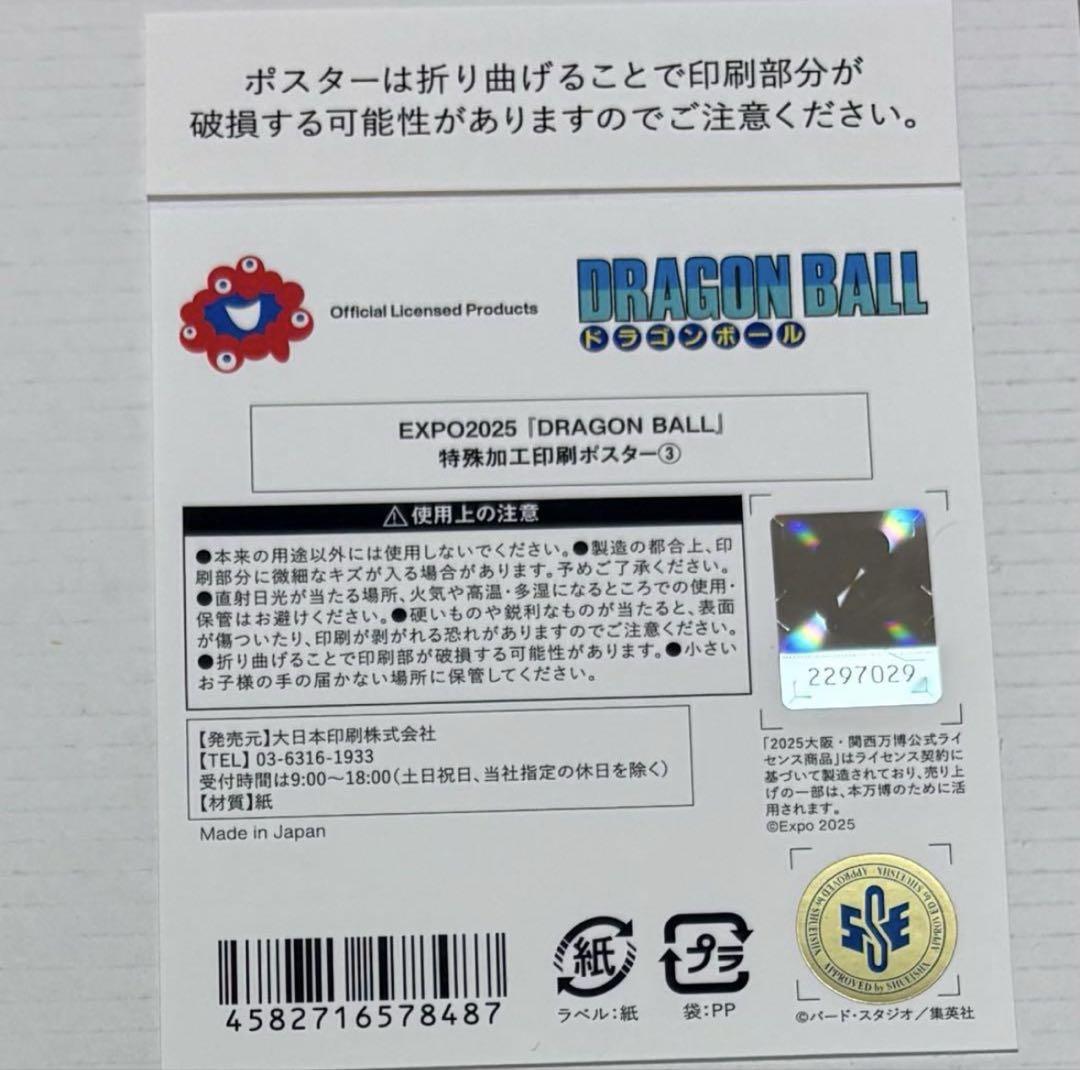 ポスターは折り曲げることで印刷部分が
破損する可能性がありますのでご注意ください。
Official Licensed Products
DRAGON BALL
ドラゴンボール
EXPO2025『DRAGON BALL』
特殊加工印刷ポスター③
⚠使用上の注意
●本来の用途以外には使用しないでください。●製造の都合上、印
刷部分に微細なキズが入る場合があります。予めご了承ください。
●直射日光が当たる場所、火気や高温・多湿になるところでの使用・
保管はお避けください。●硬いものや鋭利なものが当たると、表面
が傷ついたり、印刷が剥がれる恐れがありますのでご注意ください。
●折り曲げることで印刷部が破損する可能性があります。●小さい
お子様の手の届かない場所に保管してください。
2297029
【発売元】大日本印刷株式会社
【TEL】03-6316-1933
受付時間は9:00〜18:00（土日祝日、当社指定の休日を除く）
【材質】紙
Made in Japan
「2025大阪・関西万博公式ライ
センス商品」はライセンス契約に
基づいて製造されており、売り上
げの一部は、本万博のために活
用されます。
©Expo 2025
4582716578487
紙
ラベル：紙
プラ
袋：PP
APPROVED by SHUEISHA
APPROVED by SHUEISHA
APPROVED by SHUEISHA
SSE
©バード・スタジオ／集英社